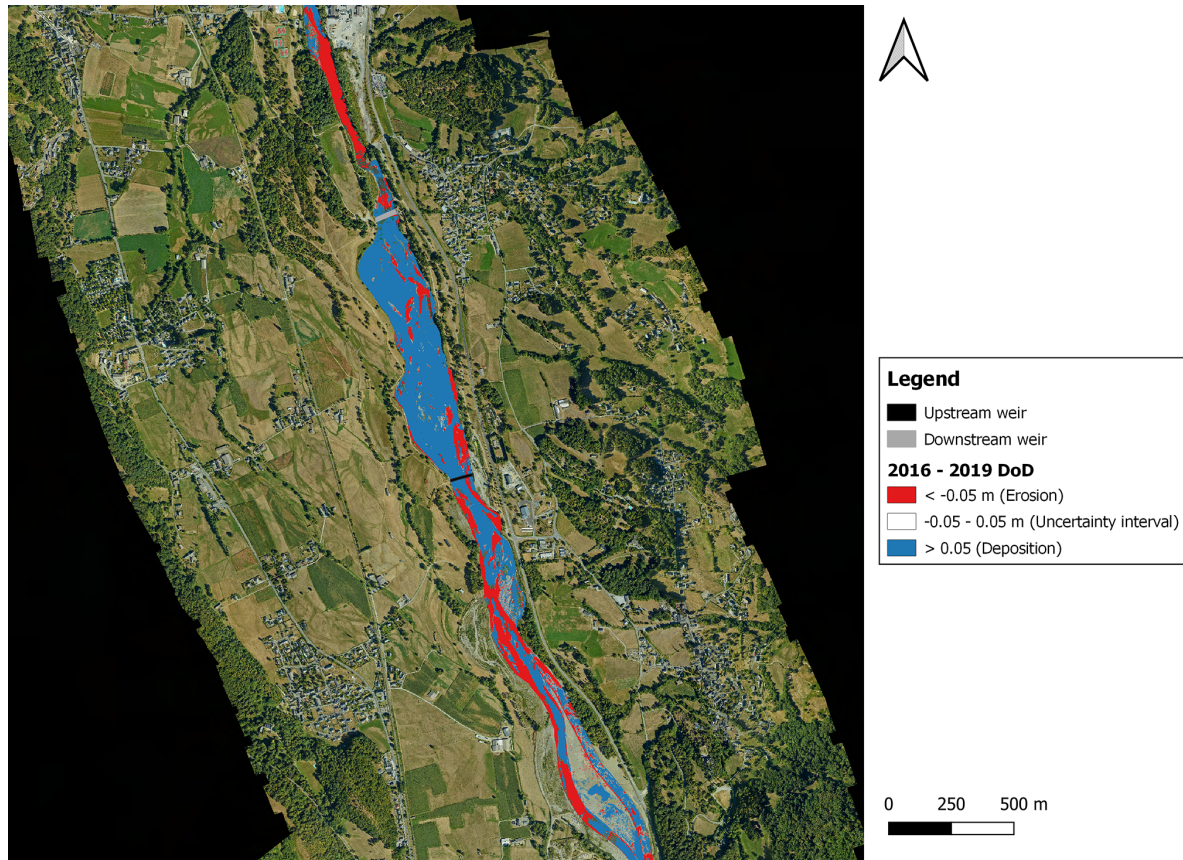 Legend
Upstream weir
Downstream weir
2016 - 2019 DoD
< -0.05 m (Erosion)
-0.05 - 0.05 m (Uncertainty interval)
> 0.05 (Deposition)
0 250 500 m